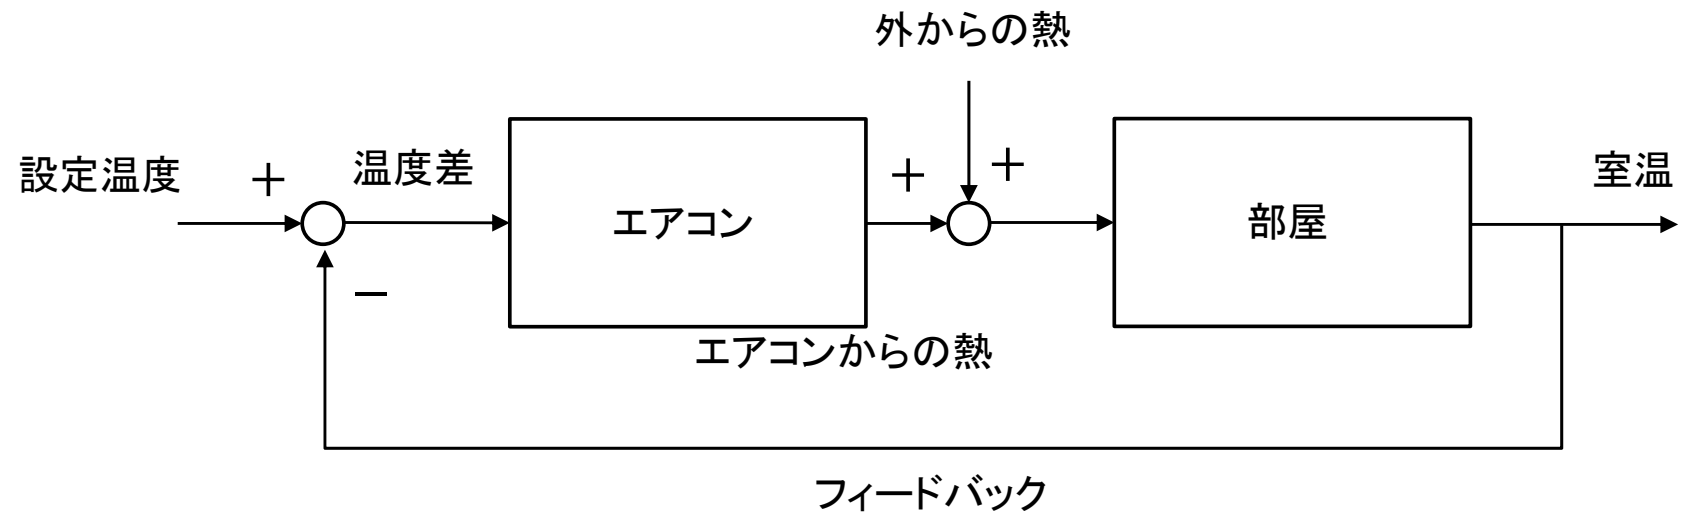 外からの熱
設定温度
+
温度差
エアコン
+
+
部屋
室温
−
エアコンからの熱
フィードバック